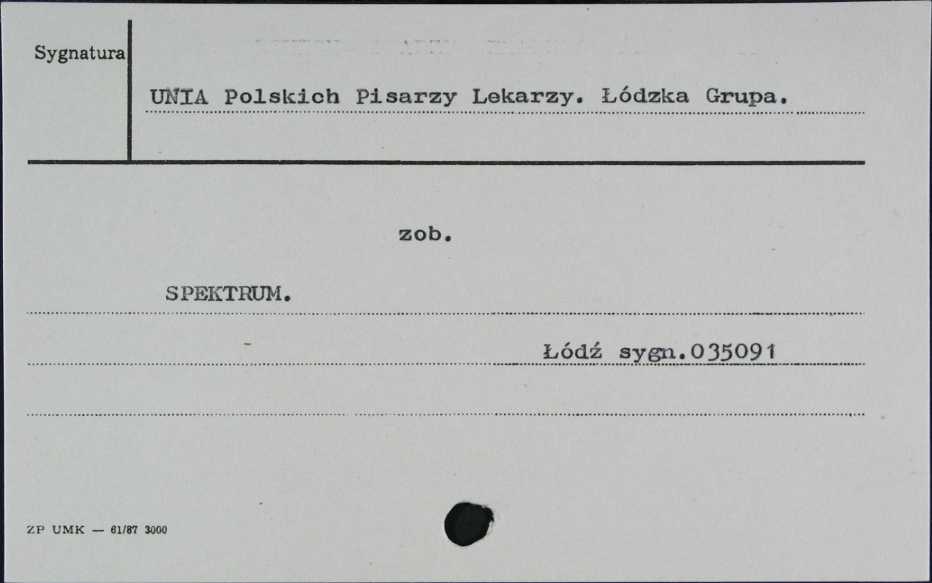 Sygnatura
UNIA Polskich Pisarzy Lekarzy. Łódzka Grupa.
zob.
SPEKTRUM.
Łódź sygn.035091
ZP UMK — 61/87 3000